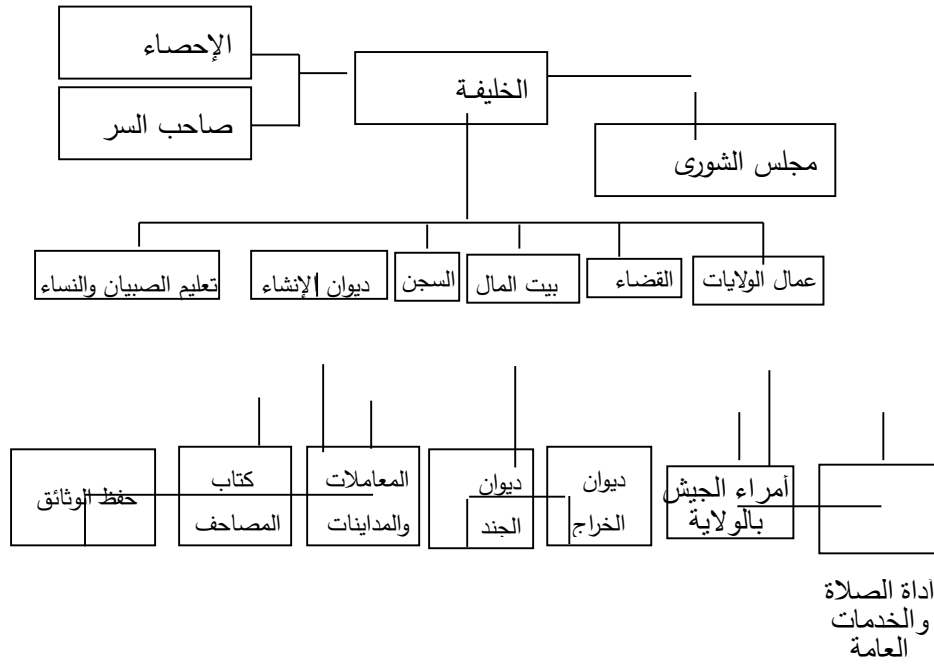 الإحصاء
الخليفة
صاحب السر
مجلس الشورى
عمال الولايات
القضاء
بيت المال
السجن
ديوان الإنشاء
تعليم الصبيان والنساء
أداة الصلاة
والخدمات
العامة
أمراء الجيش
بالولاية
ديوان
الخراج
ديوان
الجند
المعاملات
والمداينات
كتاب
المصاحف
حفظ الوثائق